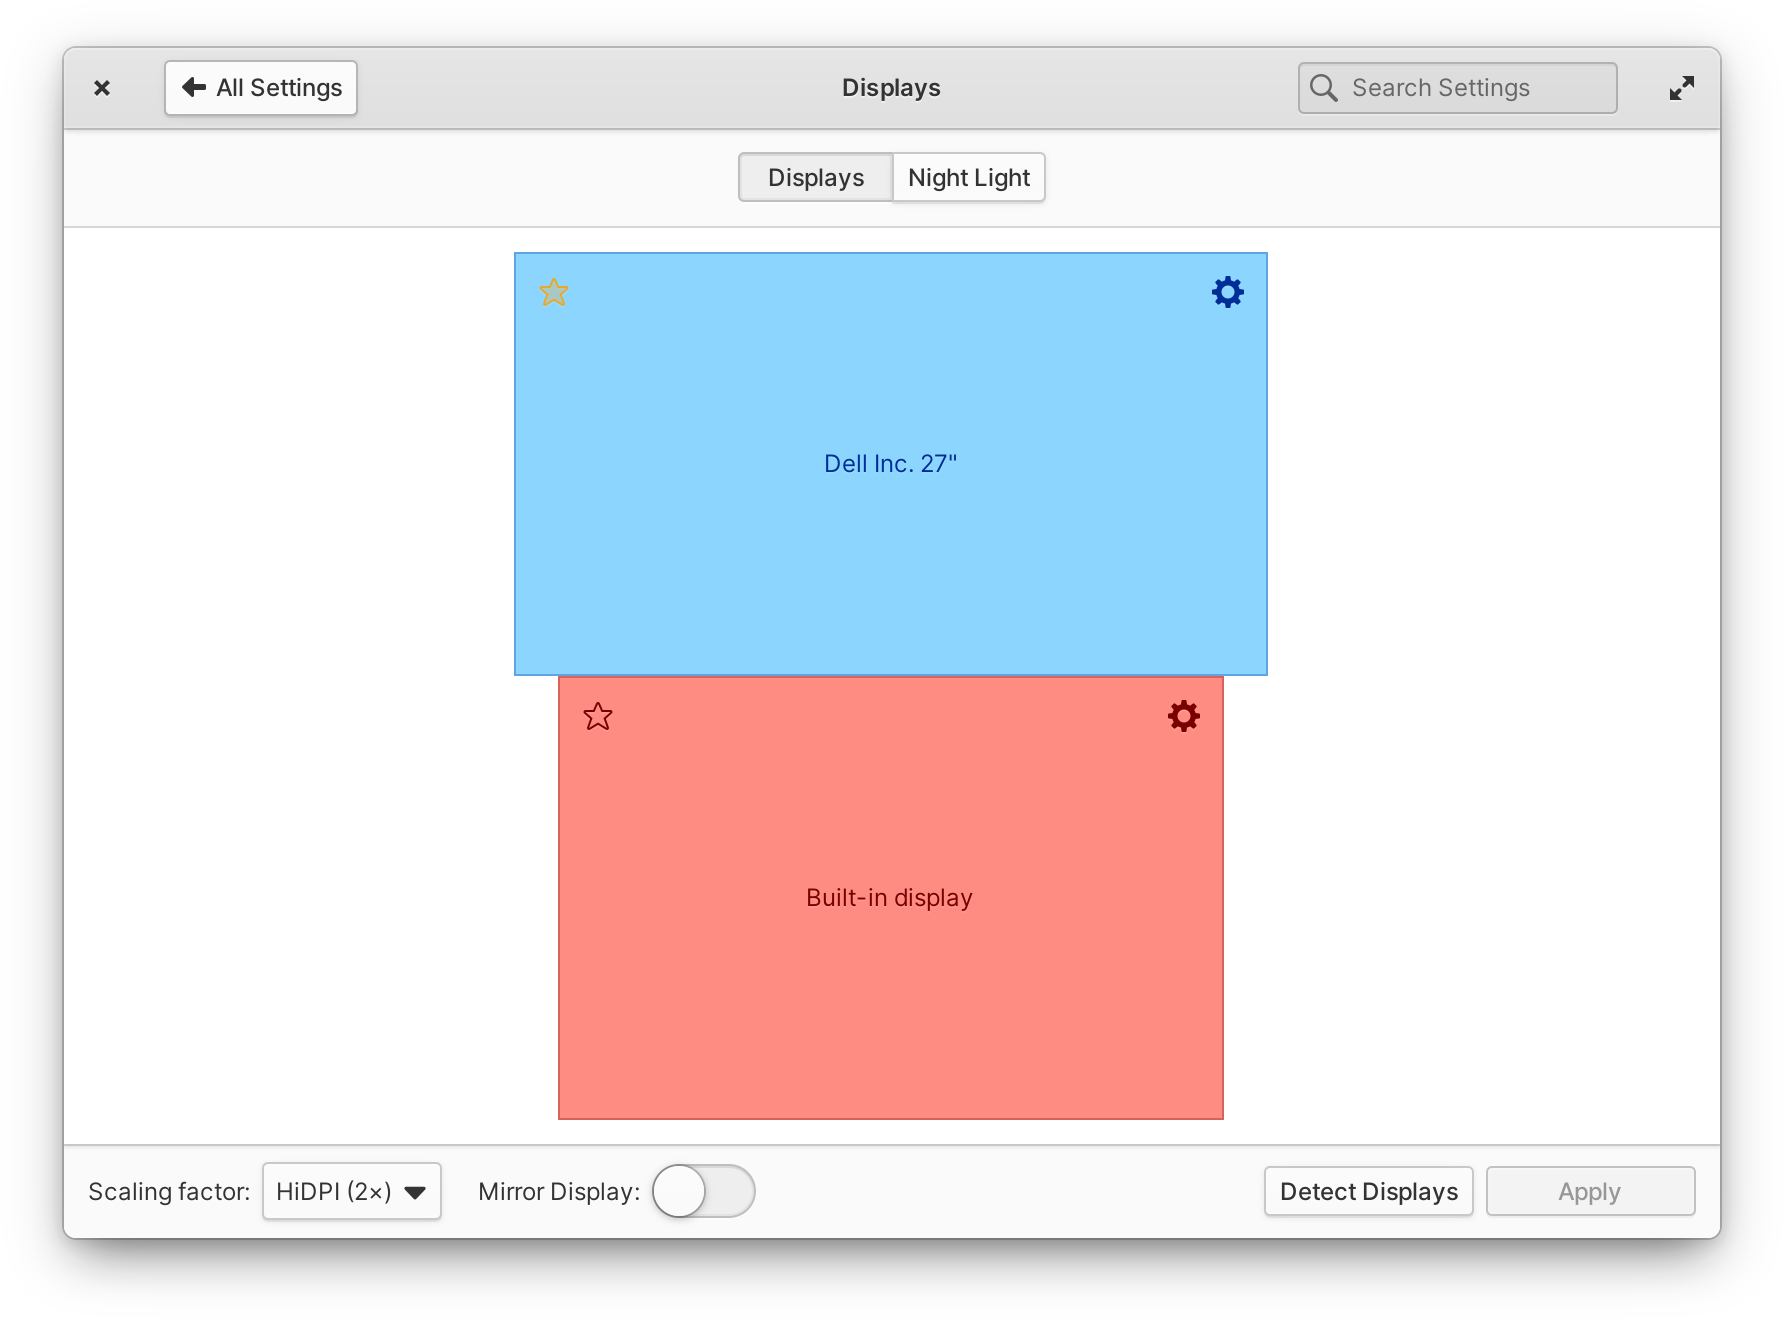 All Settings
Displays
Search Settings
Displays
Night Light
Dell Inc. 27"
Built-in display
Scaling factor:
HiDPI (2×)
Mirror Display:
Detect Displays
Apply